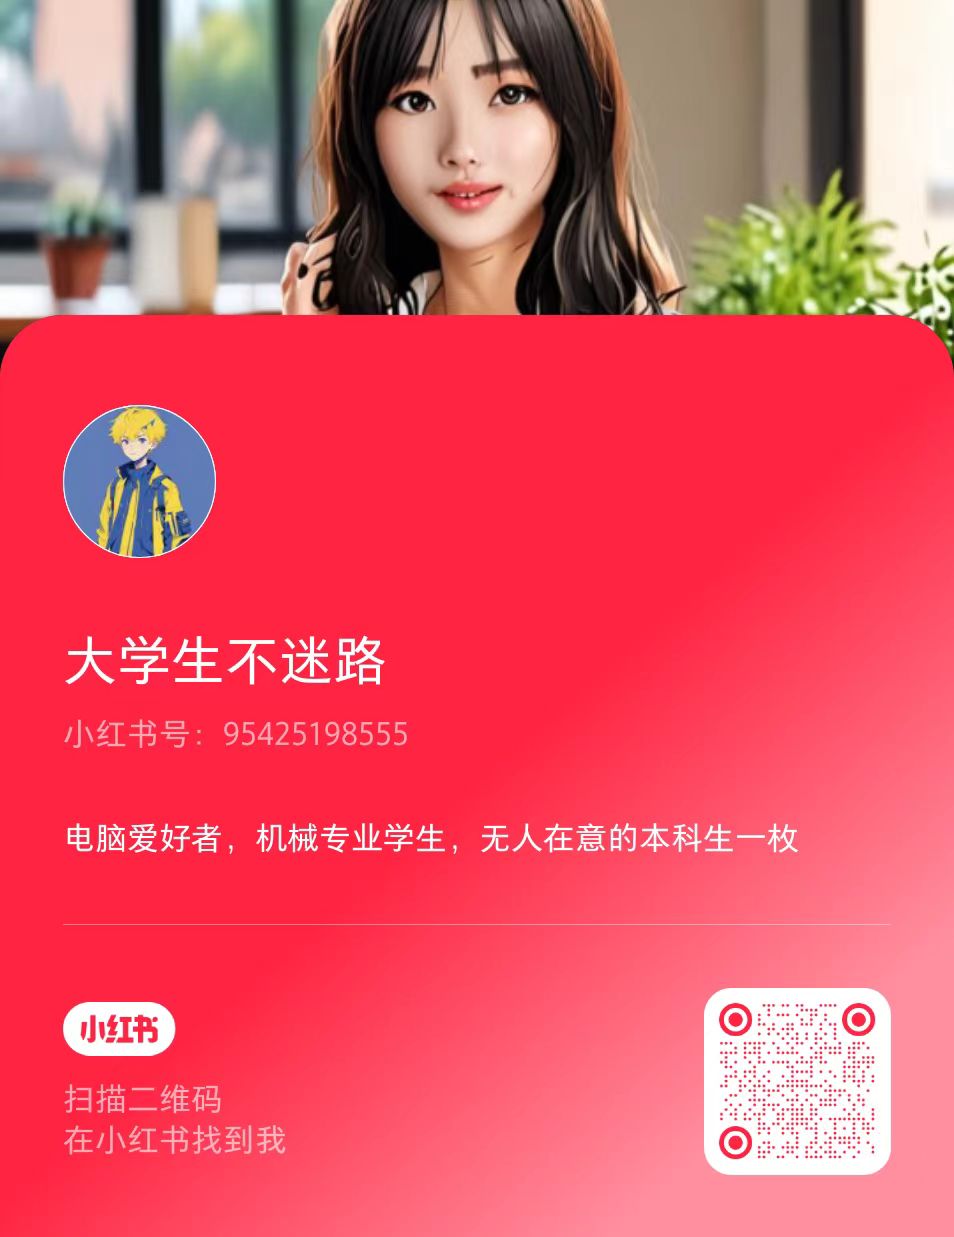 大学生不迷路
小红书号：95425198555
电脑爱好者，机械专业学生，无人在意的本科生一枚
小红书
扫描二维码
在小红书找到我